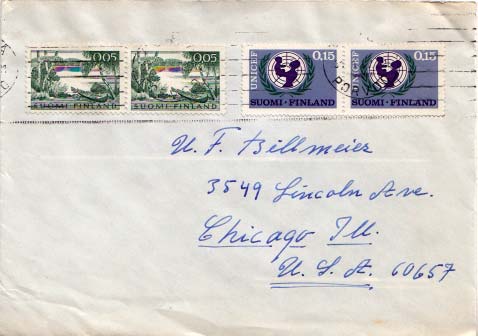 0,05 0,05
SUOMI FINLAND SUOMI FINLAND
UNICEF 0,15 UNICEF 0,15
SUOMI·FINLAND SUOMI·FINLAND
U. F. Billmeier
3549 Lincoln Ave.
Chicago Ill.
U. S. A. 60657